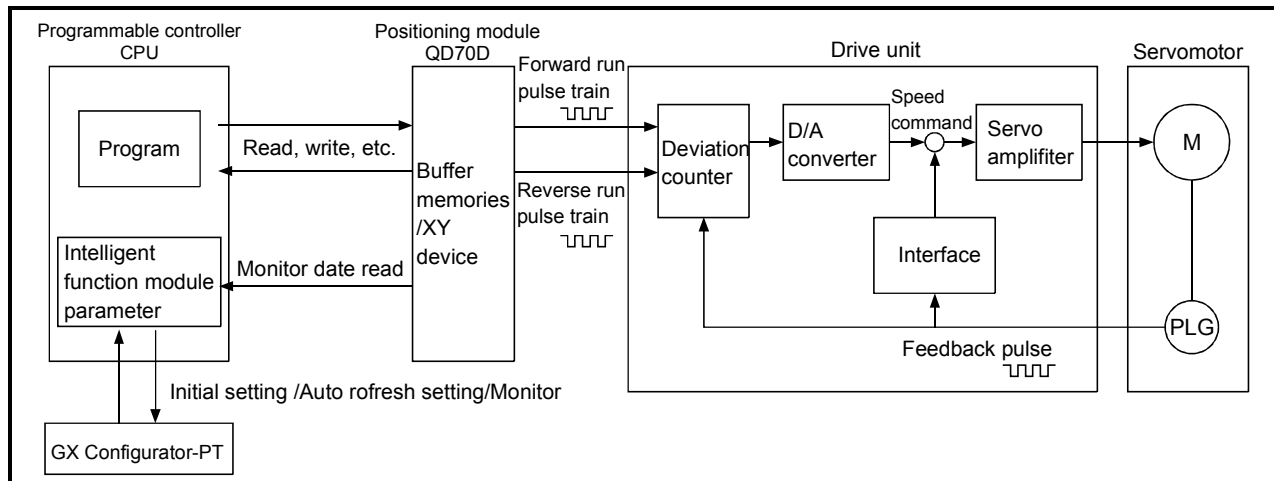 Programmable controller
CPU
Positioning module
QD70D
Drive unit
Servomotor
Forward run
pulse train
Program
Read, write, etc.
Buffer
memories
/XY
device
Reverse run
pulse train
Deviation
counter
D/A
converter
Speed
command
Servo
amplifiter
M
Intelligent
function module
parameter
Monitor date read
Interface
PLG
Feedback pulse
Initial setting /Auto rofresh setting/Monitor
GX Configurator-PT